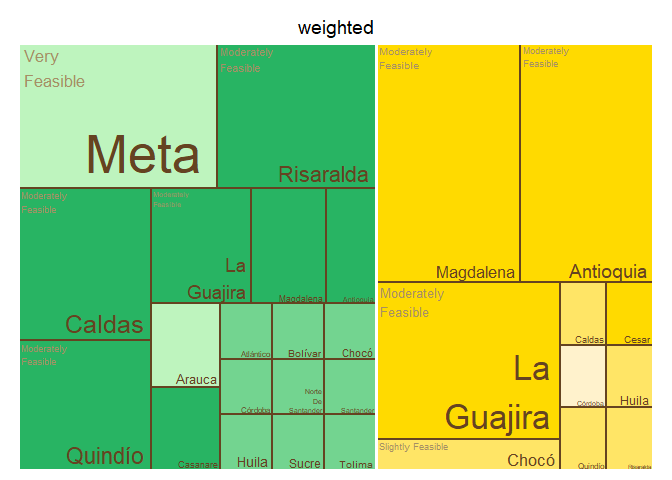 weighted
Very
Feasible
Meta
Moderately
Feasible
Risaralda
Moderately
Feasible
Caldas
Moderately
Feasible
La
Guajira
Magdalena
Antioquia
Moderately
Feasible
Quindío
Arauca
Casanare
Atlántico
Bolívar
Chocó
Córdoba
Norte
De
Santander
Santander
Huila
Sucre
Tolima
Moderately
Feasible
Magdalena
Moderately
Feasible
Antioquia
Moderately
Feasible
La
Guajira
Slightly Feasible
Chocó
Caldas
Cesar
Córdoba
Huila
Quindío
Risaralda